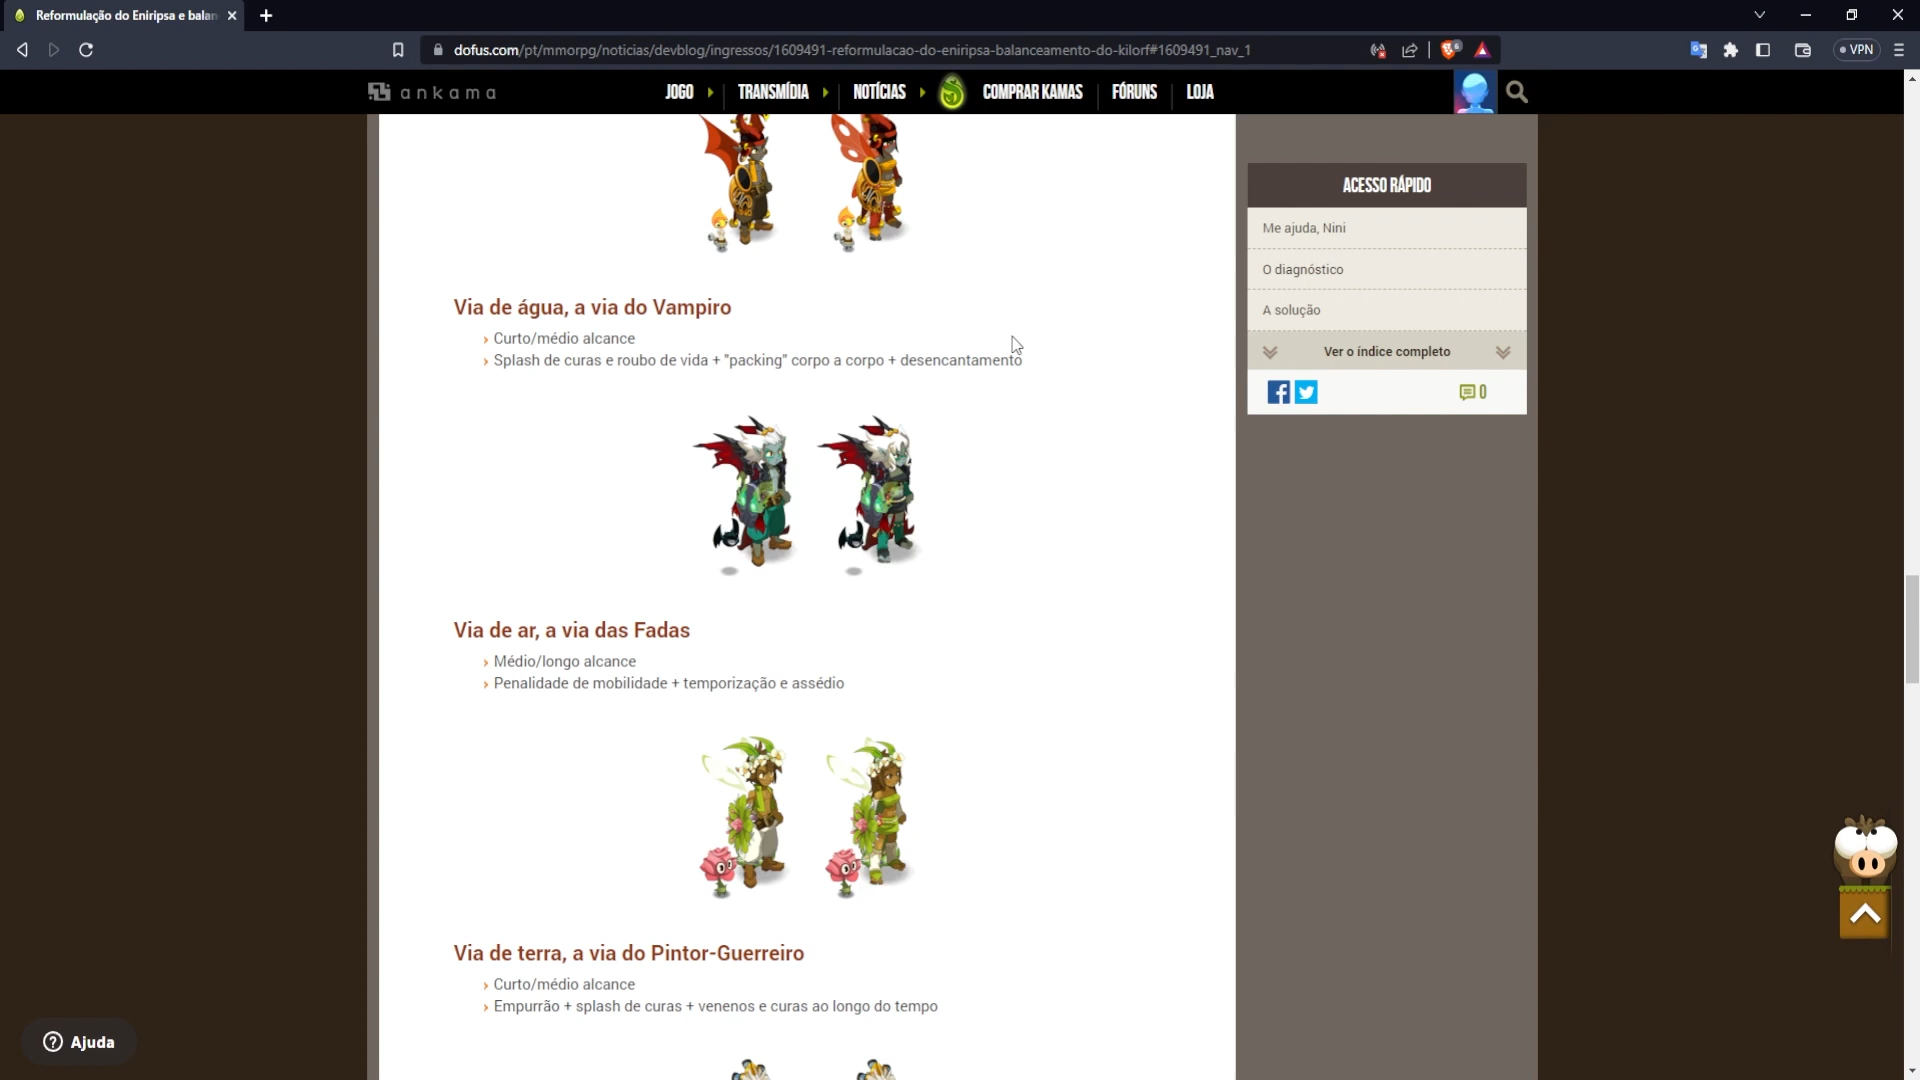 Reformulação do Eniripsa e balan
dofus.com/pt/mmorpg/noticias/devblog/ingressos/1609491-reformulacao-do-eniripsa-balanceamento-do-kilorf#1609491_nav_1
6
VPN
ankama
JOGO
TRANSMÍDIA
NOTÍCIAS
COMPRAR KAMAS
FÓRUNS
LOJA
ACESSO RÁPIDO
Me ajuda, Nini
O diagnóstico
A solução
Ver o índice completo
0
Via de água, a via do Vampiro
Curto/médio alcance
Splash de curas e roubo de vida + "packing" corpo a corpo + desencantamento
Via de ar, a via das Fadas
Médio/longo alcance
Penalidade de mobilidade + temporização e assédio
Via de terra, a via do Pintor-Guerreiro
Curto/médio alcance
Empurrão + splash de curas + venenos e curas ao longo do tempo
Ajuda